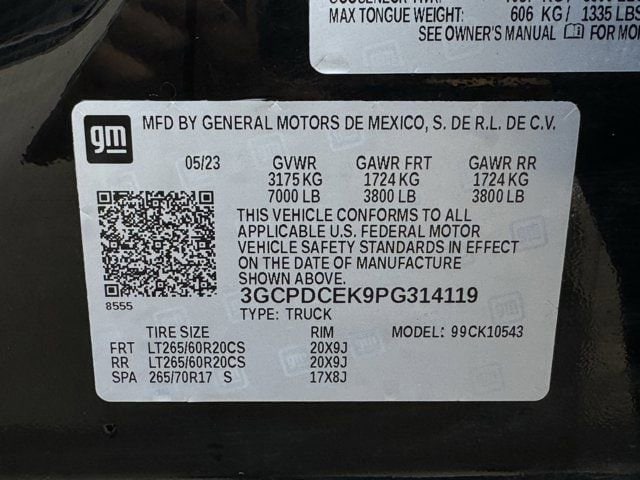 MAX TONGUE WEIGHT: 606 KG/ 1335 LBS
SEE OWNER'S MANUAL FOR MOR
gm
MFD BY GENERAL MOTORS DE MEXICO, S. DE R.L. DE C.V.
05/23 GVWR GAWR FRT GAWR RR
3175 KG 1724 KG 1724 KG
7000 LB 3800 LB 3800 LB
THIS VEHICLE CONFORMS TO ALL
APPLICABLE U.S. FEDERAL MOTOR
VEHICLE SAFETY STANDARDS IN EFFECT
ON THE DATE OF MANUFACTURE
SHOWN ABOVE.
8555
3GCPDCEK9PG314119
TYPE: TRUCK
TIRE SIZE RIM MODEL: 99CK10543
FRT LT265/60R20CS 20X9J
RR LT265/60R20CS 20X9J
SPA 265/70R17 S 17X8J